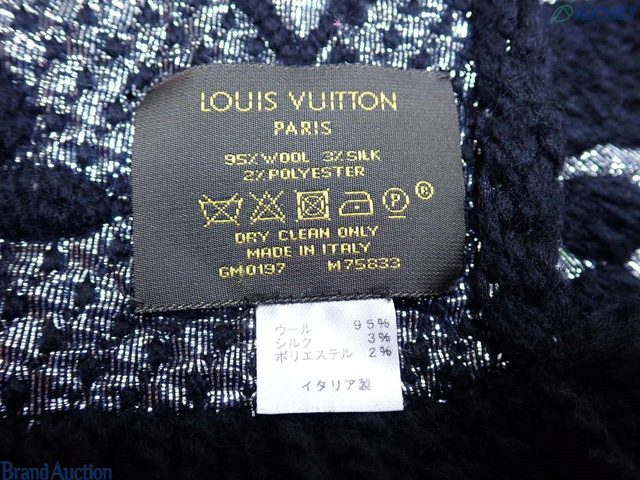 LOUIS VUITTON
PARIS
95% WOOL 3% SILK
2% POLYESTER
P ®
DRY CLEAN ONLY
MADE IN ITALY
GM0197 M75833
ウール 95%
シルク 3%
ポリエステル 2%
イタリア製
Brand Auction